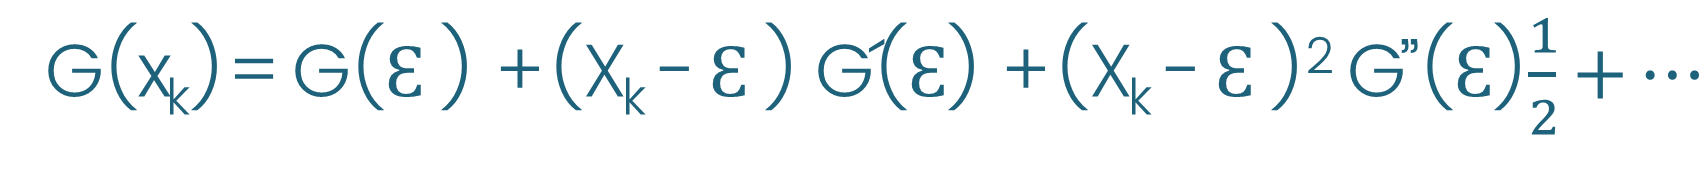 G(x_k) = G(Ɛ) + (X_k - Ɛ) G′(Ɛ) + (X_k - Ɛ)² G”(Ɛ) ½ + ⋯